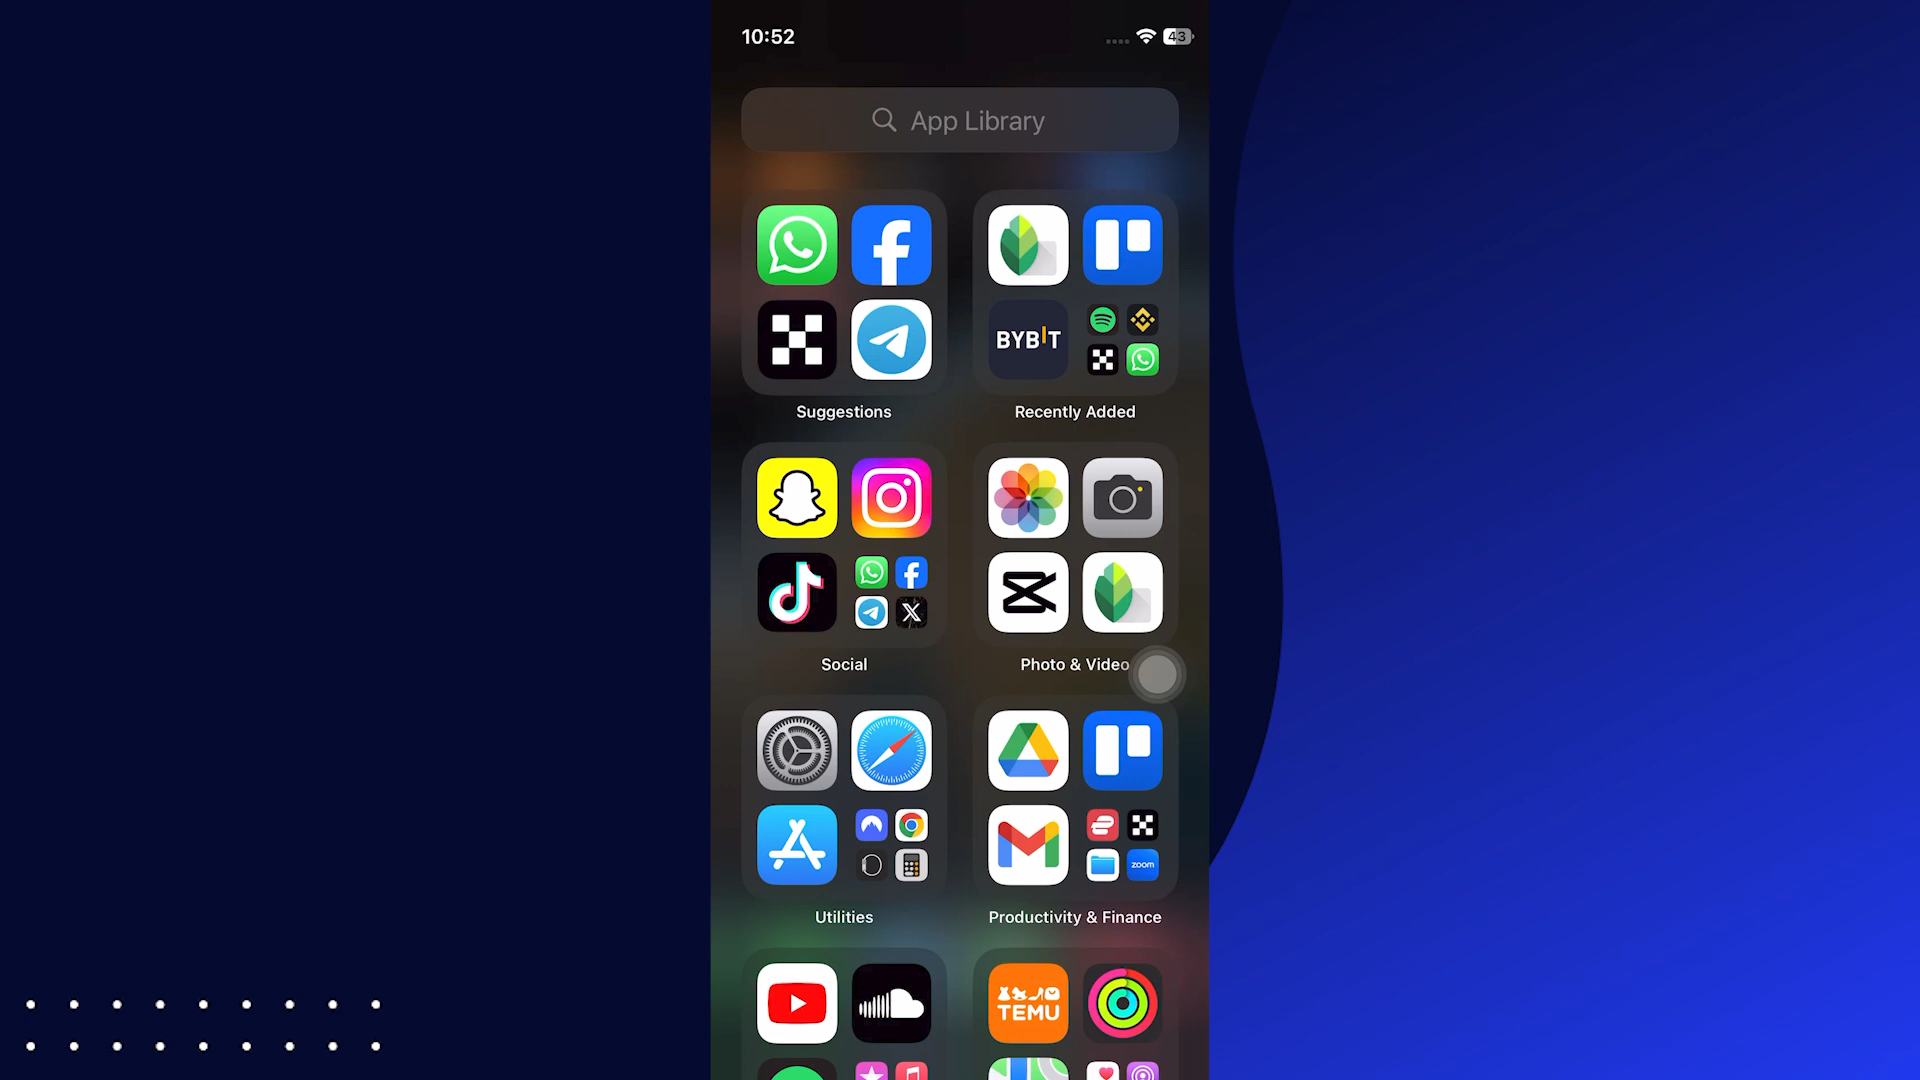 10:52
43
App Library
BYBIT
Suggestions
Recently Added
Social
Photo & Video
zoom
Utilities
Productivity & Finance
TEMU